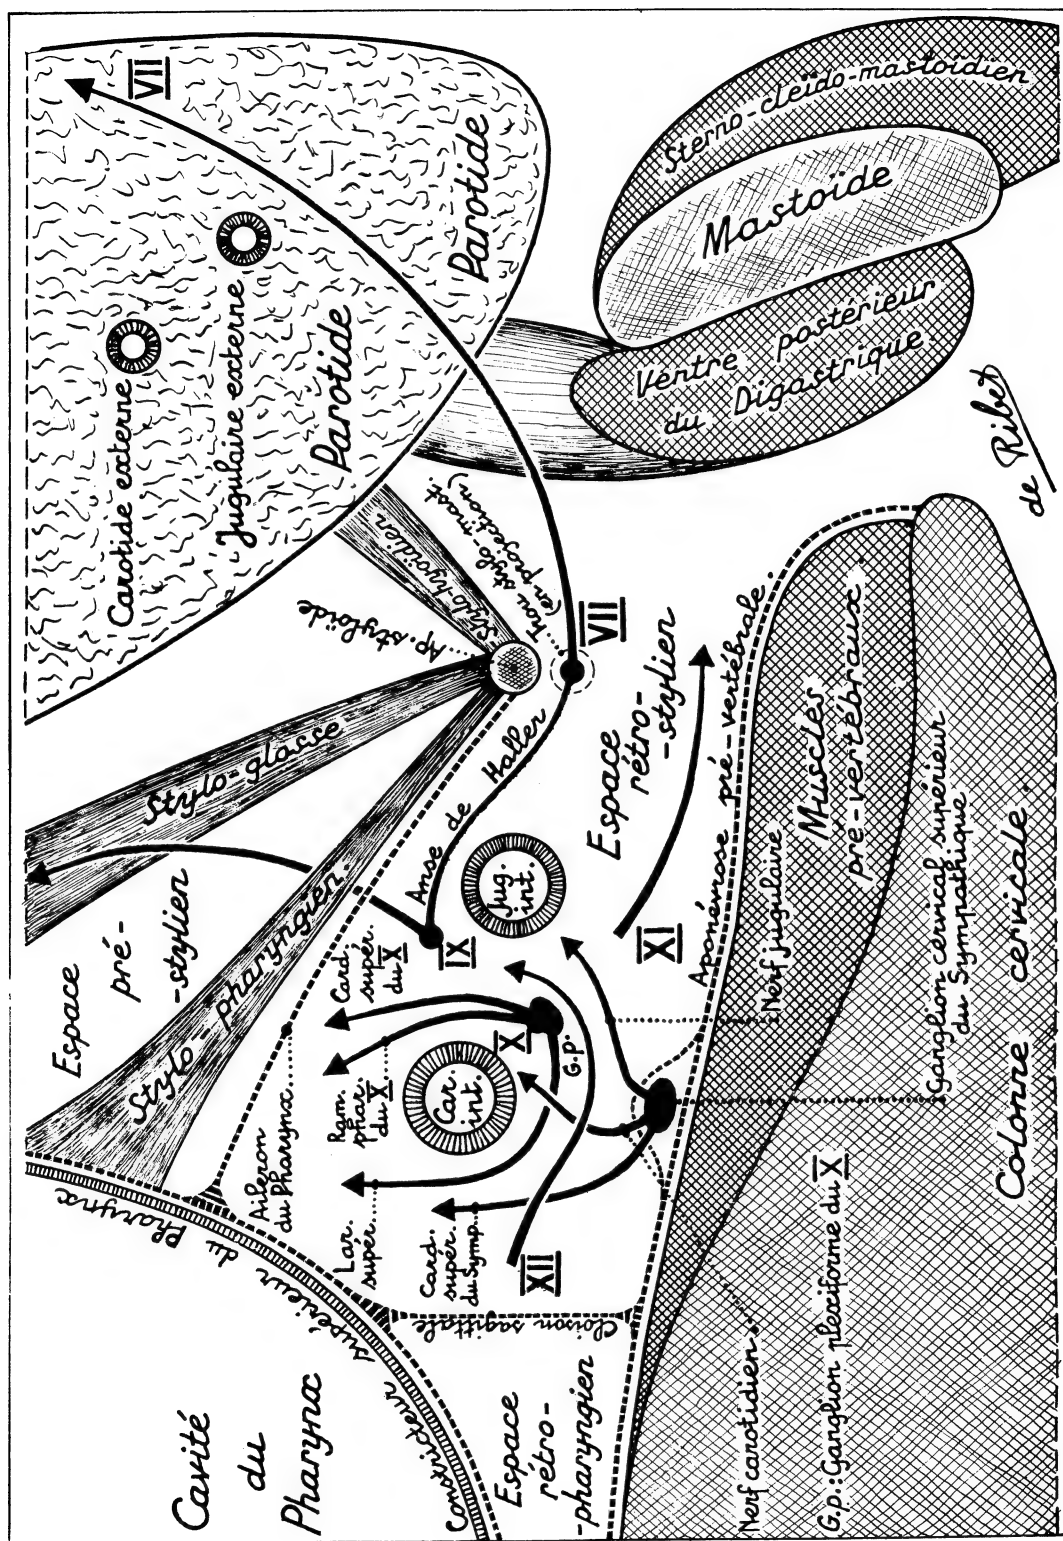 Cavité
du
Pharynx
Constricteur supérieur du Pharynx
Espace
rétro-
-pharyngien
Cloison sagittale
Espace
pré-
-stylien
Stylo-pharyngien
Stylo-glosse
Aileron
du Pharynx
Lar.
supér.
Card.
supér.
du Symp.
XII
Ram.
phar.
du X
Card.
supér.
du X
Car.
int.
X
G.p.
IX
Jug.
int.
Anse de Haller
Ap. styloïde
Stylo-hyoïdien
Trou stylo-mast.
(en projection)
VII
VII
Carotide externe
Jugulaire externe
Parotide
Parotide
Espace
rétro-
-stylien
XI
Aponévrose pré-vertébrale.
Nerf jugulaire
Muscles
pré-vertébraux.
Ganglion cervical supérieur
du Sympathique
Colonne cervicale.
Nerf carotidien
G.p.: Ganglion plexiforme du X
Sterno-cleïdo-mastoïdien
Mastoïde
Ventre postérieur
du Digastrique
de Ribet